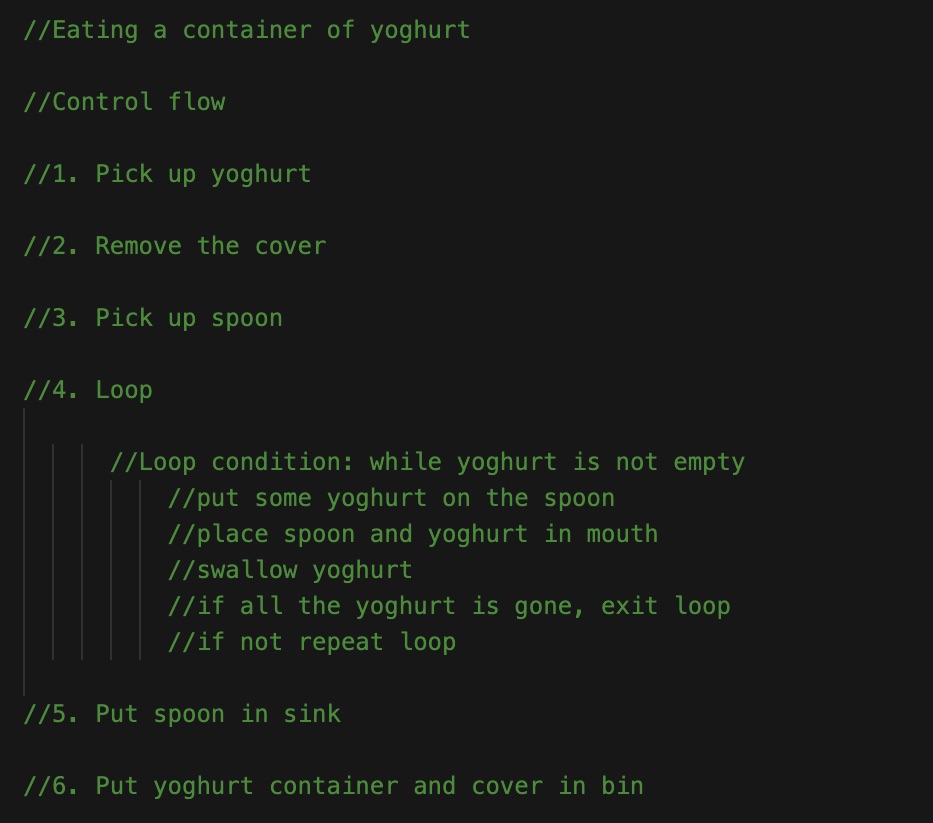 //Eating a container of yoghurt
//Control flow
//1. Pick up yoghurt
//2. Remove the cover
//3. Pick up spoon
//4. Loop
//Loop condition: while yoghurt is not empty
//put some yoghurt on the spoon
//place spoon and yoghurt in mouth
//swallow yoghurt
//if all the yoghurt is gone, exit loop
//if not repeat loop
//5. Put spoon in sink
//6. Put yoghurt container and cover in bin